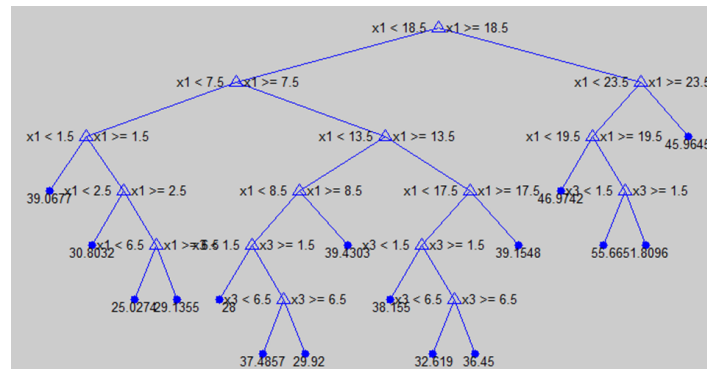 x1 < 18.5 x1 >= 18.5
x1 < 7.5 x1 >= 7.5 x1 < 23.5 x1 >= 23.5
x1 < 1.5 x1 >= 1.5 x1 < 13.5 x1 >= 13.5 x1 < 19.5 x1 >= 19.5 45.9645
39.0677 x1 < 2.5 x1 >= 2.5 x1 < 8.5 x1 >= 8.5 x1 < 17.5 x1 >= 17.5 46.9742 x3 < 1.5 x3 >= 1.5
30.8032 x1 < 6.5 x1 >= 6.5 x3 < 1.5 x3 >= 1.5 39.4303 x3 < 1.5 x3 >= 1.5 39.1548 55.665 51.8096
25.0274 29.1355 28 x3 < 6.5 x3 >= 6.5 38.155 x3 < 6.5 x3 >= 6.5
37.4857 29.92 32.619 36.45